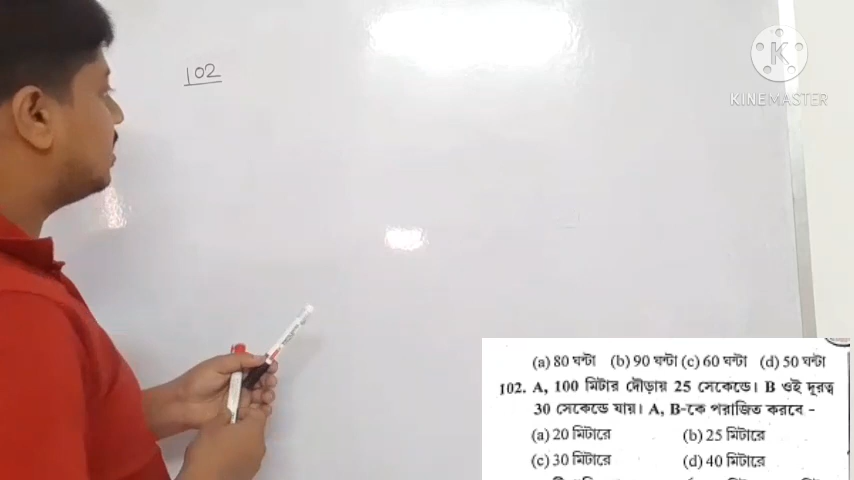 102
K
KINEMASTER
(a) 80 ঘন্টা (b) 90 ঘন্টা (c) 60 ঘন্টা (d) 50 ঘন্টা
102. A, 100 মিটার দৌড়ায় 25 সেকেন্ডে। B ওই দূরত্ব
30 সেকেন্ডে যায়। A, B-কে পরাজিত করবে -
(a) 20 মিটারে (b) 25 মিটারে
(c) 30 মিটারে (d) 40 মিটারে